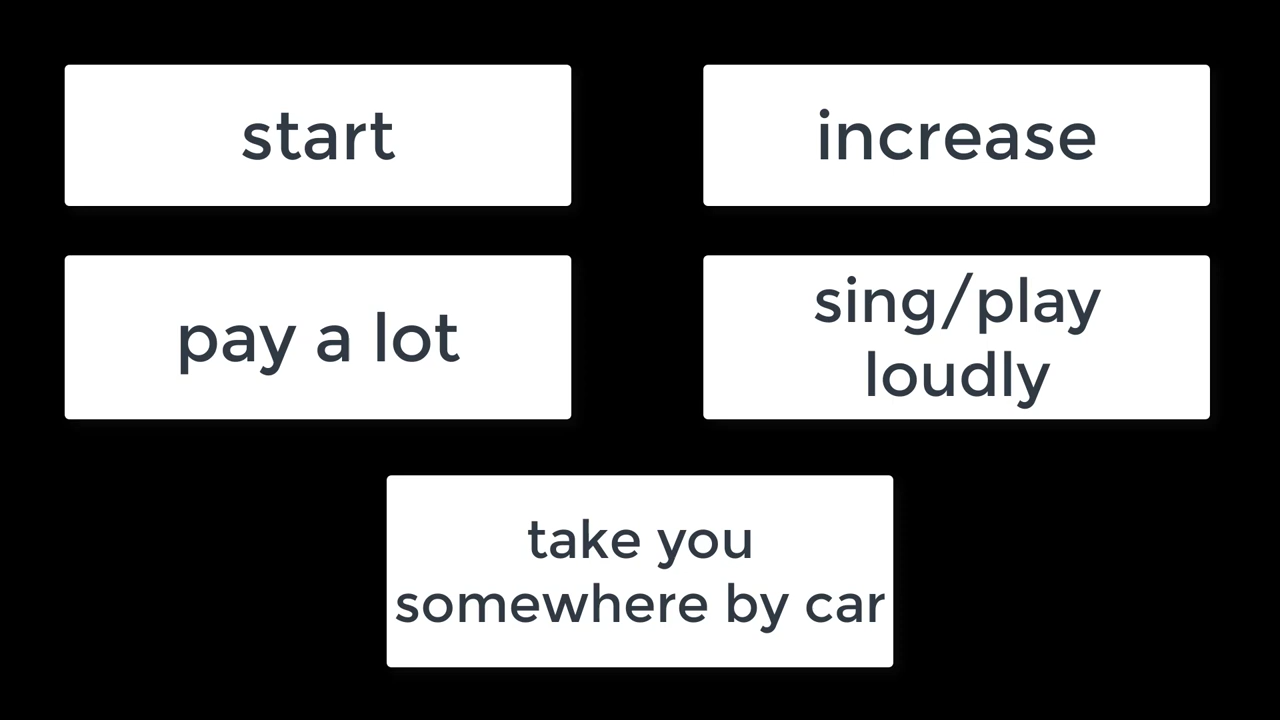 start
increase
pay a lot
sing/play
loudly
take you
somewhere by car